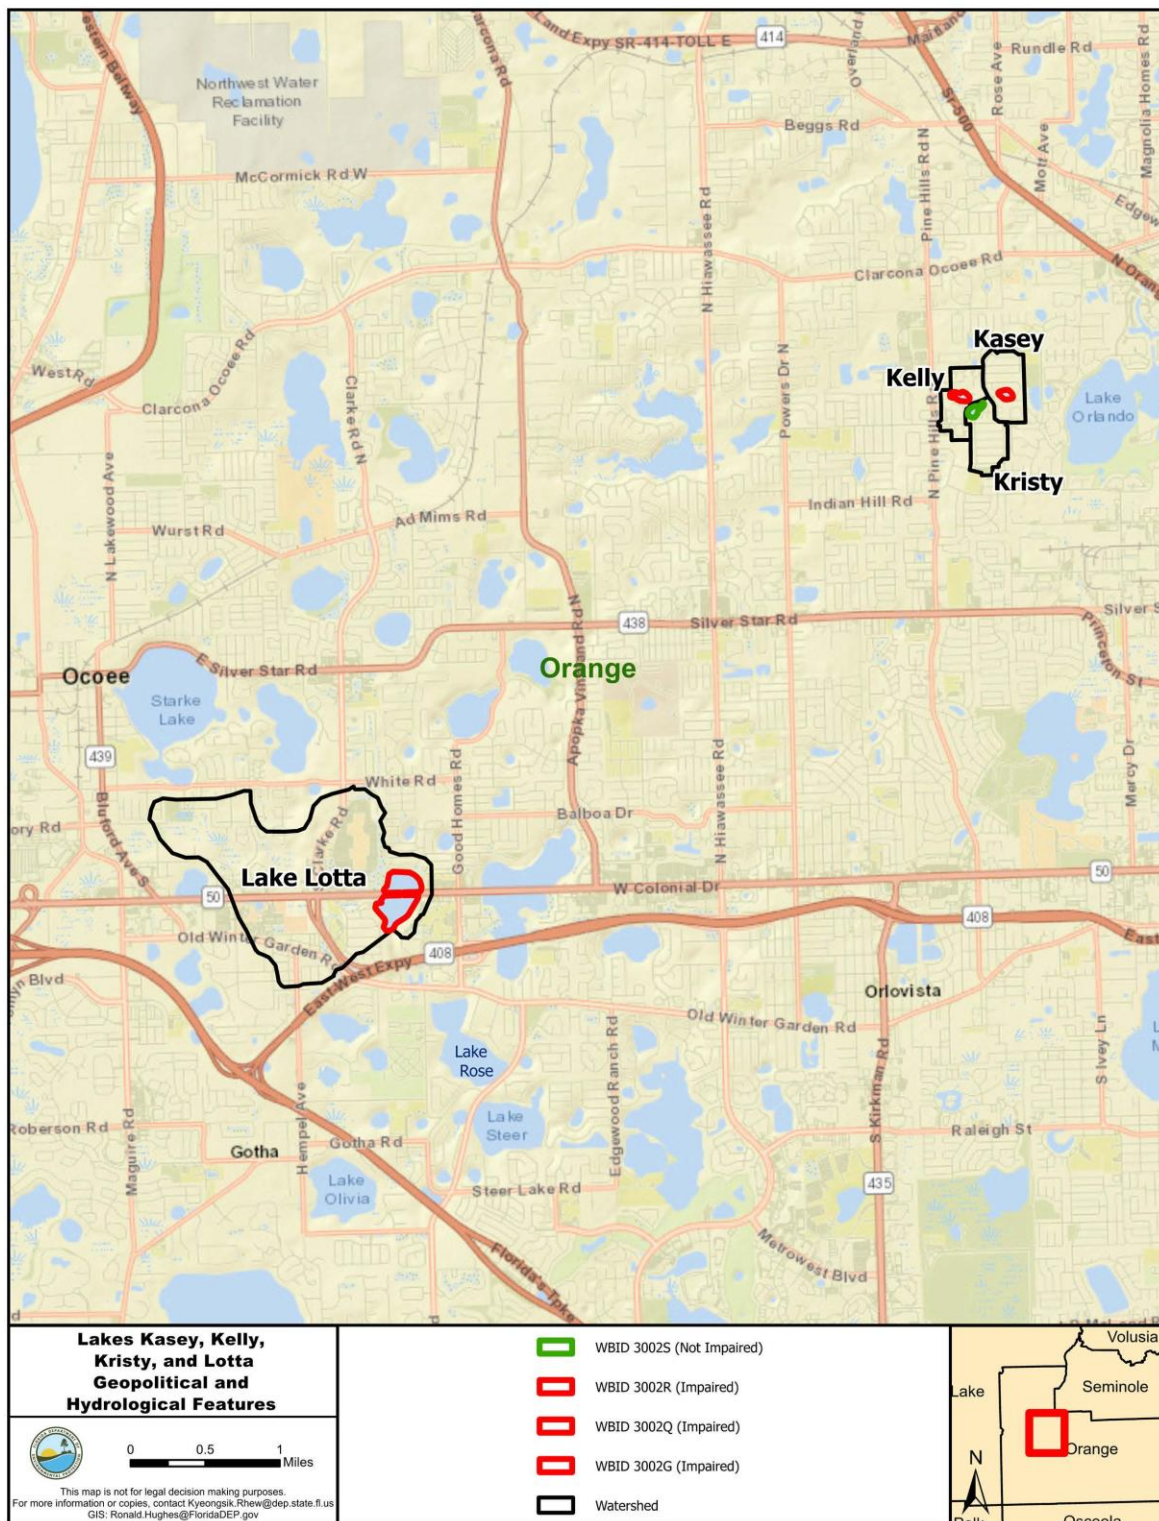 Land Expy SR-414-TOLL E
414
Rundle Rd
Northwest Water
Reclamation
Facility
Rose Ave
Mott Ave
Magnolia Homes Rd
Beggs Rd
SR-500
McCormick Rd W
N Hiawassee Rd
Pine Hills Rd N
Clarcona Ocoee Rd
Kasey
Kelly
West Rd
Clarcona Ocoee Rd
Clarke Rd N
Powers Dr N
Lake
Orlando
N Lakewood Ave
Kristy
Indian Hill Rd
Ad Mims Rd
Wurst Rd
438
Silver Star Rd
Princeton St
E Silver Star Rd
Orange
Ocoee
Starke
Lake
439
White Rd
Good Homes Rd
N Hiawassee Rd
Mercy Dr
Balboa Dr
Bluford Ave S
Lake Lotta
50
W Colonial Dr
50
408
Old Winter Garden Rd
408
East West Expy
Orlovista
Old Winter Garden Rd
Lake
Rose
Edgewood Ranch Rd
S Kirkman Rd
S Ivey Ln
Lake
Steer
Roberson Rd
Raleigh St
Maguire Rd
Gotha
Hempel Ave
Gotha Rd
Lake
Olivia
Steer Lake Rd
435
Metrowest Blvd
Florida's Tpke
Lakes Kasey, Kelly,
Kristy, and Lotta
Geopolitical and
Hydrological Features
0 0.5 1
Miles
This map is not for legal decision making purposes.
For more information or copies, contact Kyeongsik.Rhew@dep.state.fl.us
GIS: Ronald.Hughes@FloridaDEP.gov
WBID 3002S (Not Impaired)
WBID 3002R (Impaired)
WBID 3002Q (Impaired)
WBID 3002G (Impaired)
Watershed
Volusia
Lake
Seminole
Orange
N